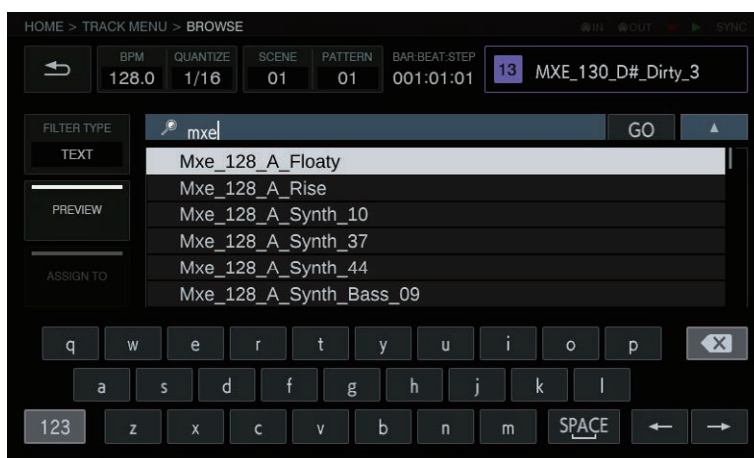 HOME > TRACK MENU > BROWSE IN OUT SYNC
BPM QUANTIZE SCENE PATTERN BAR:BEAT:STEP
128.0 1/16 01 01 001:01:01 13 MXE_130_D#_Dirty_3
FILTER TYPE
TEXT
mxe GO
Mxe_128_A_Floaty
Mxe_128_A_Rise
PREVIEW
Mxe_128_A_Synth_10
Mxe_128_A_Synth_37
ASSIGN TO
Mxe_128_A_Synth_44
Mxe_128_A_Synth_Bass_09
q w e r t y u i o p
a s d f g h j k l
123 z x c v b n m SPACE ← →